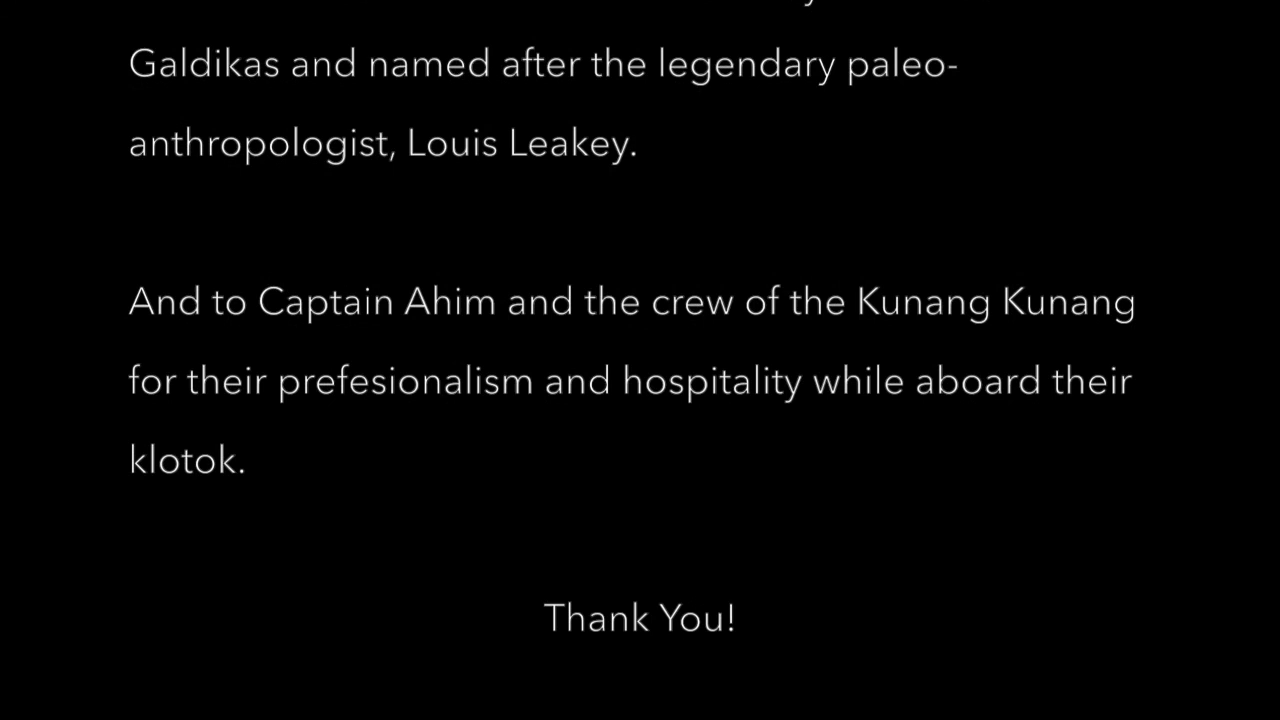 Galdikas and named after the legendary paleo-
anthropologist, Louis Leakey.
And to Captain Ahim and the crew of the Kunang Kunang
for their prefesionalism and hospitality while aboard their
klotok.
Thank You!